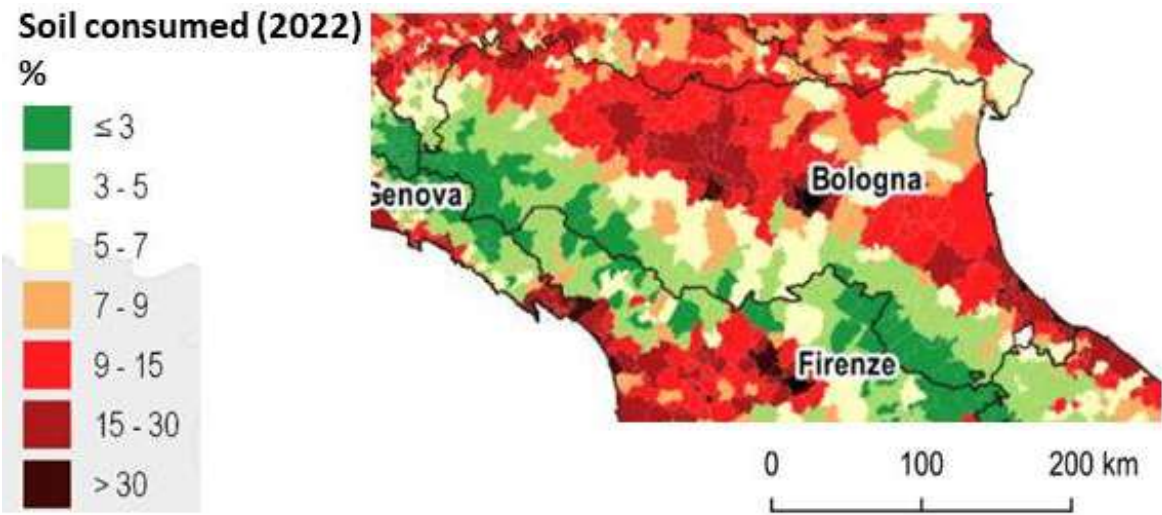 Soil consumed (2022)
%
≤ 3
3 - 5
5 - 7
7 - 9
9 - 15
15 - 30
> 30
Genova
Bologna
Firenze
0 100 200 km